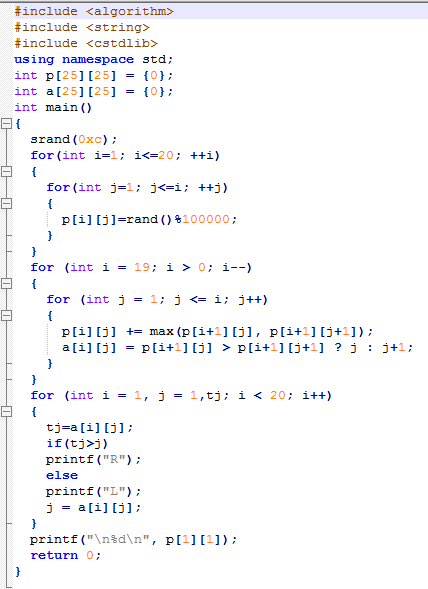 #include <algorithm>
#include <string>
#include <cstdlib>
using namespace std;
int p[25][25] = {0};
int a[25][25] = {0};
int main()
{
  srand(0xc);
  for(int i=1; i<=20; ++i)
  {
    for(int j=1; j<=i; ++j)
    {
      p[i][j]=rand()%100000;
    }
  }
  for (int i = 19; i > 0; i--)
  {
    for (int j = 1; j <= i; j++)
    {
      p[i][j] += max(p[i+1][j], p[i+1][j+1]);
      a[i][j] = p[i+1][j] > p[i+1][j+1] ? j : j+1;
    }
  }
  for (int i = 1, j = 1,tj; i < 20; i++)
  {
    tj=a[i][j];
    if(tj>j)
    printf("R");
    else
    printf("L");
    j = a[i][j];
  }
  printf("\n%d\n", p[1][1]);
  return 0;
}